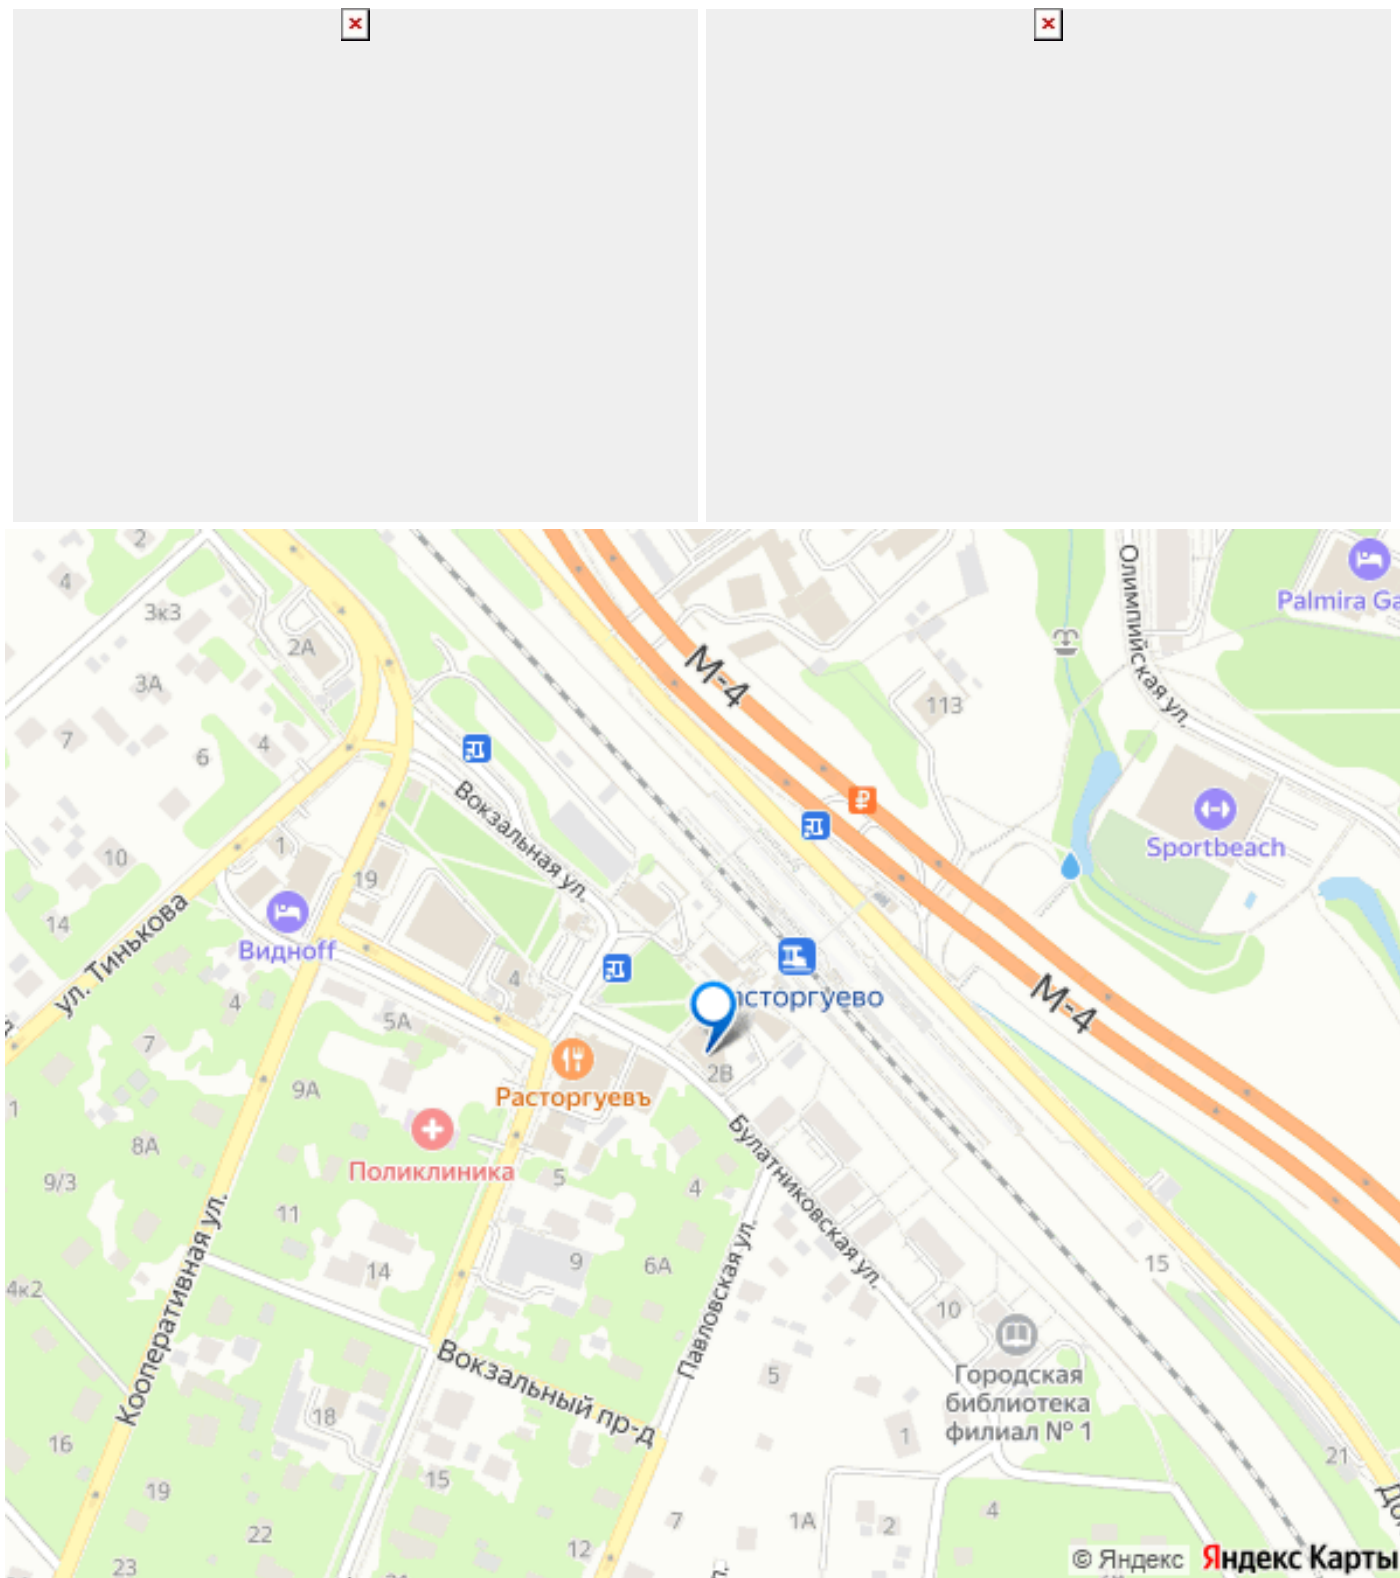 2
4
3к3
2А
3А
7
6
4
М-4
113
Олимпийская ул.
Palmira Ga
Вокзальная ул.
Sportbeach
10
1
19
14
ул. Тинькова
Видноff
4
4
5А
7
сторгуево
М-4
Расторгуевъ
2В
9А
1
8А
Поликлиника
9/3
5
4
Булатниковская ул.
11
Кооперативная ул.
14
9
6А
Павловская ул.
15
4к2
10
Вокзальный пр-д
5
Городская
библиотека
филиал № 1
18
16
1
15
21
19
22
7
1А
2
4
23
12
© Яндекс
Яндекс Карты